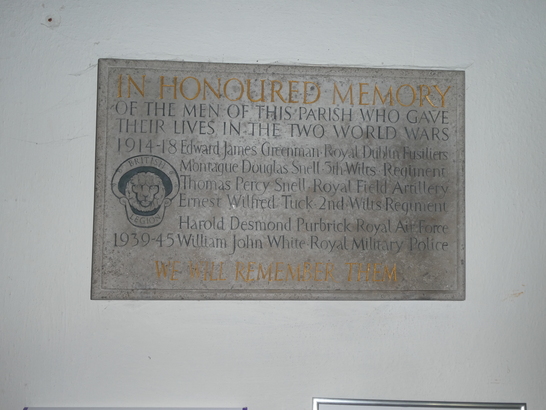 IN HONOURED MEMORY
OF THE MEN OF THIS PARISH WHO GAVE
THEIR LIVES IN THE TWO WORLD WARS
1914-18 Edward James Greenman Royal Dublin Fusiliers
Montague Douglas Snell 5th Wilts. Regiment
Thomas Percy Snell Royal Field Artillery
Ernest Wilfred Tuck 2nd Wilts Regiment
BRITISH
LEGION
Harold Desmond Purbrick Royal Air Force
1939-45 William John White Royal Military Police
WE WILL REMEMBER THEM